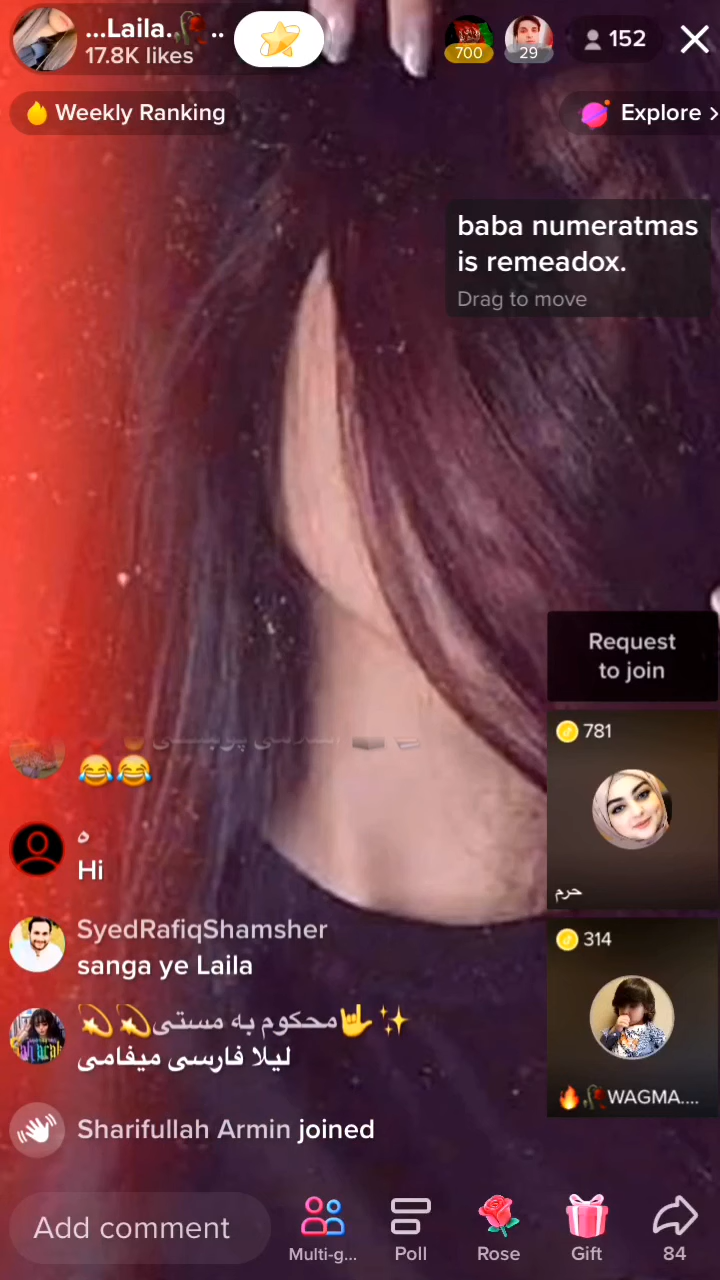 ...Laila.🥀..
17.8K likes
700
29
152
Weekly Ranking
Explore
baba numeratmas
is remeadox.
Drag to move
Request
to join
781
حرم
314
🔥🥀WAGMA....
😂😂
ه
Hi
SyedRafiqShamsher
sanga ye Laila
💫💫محکوم به مستی🤟✨
لیلا فارسی میفامی
Sharifullah Armin joined
Add comment
Multi-g...
Poll
Rose
Gift
84